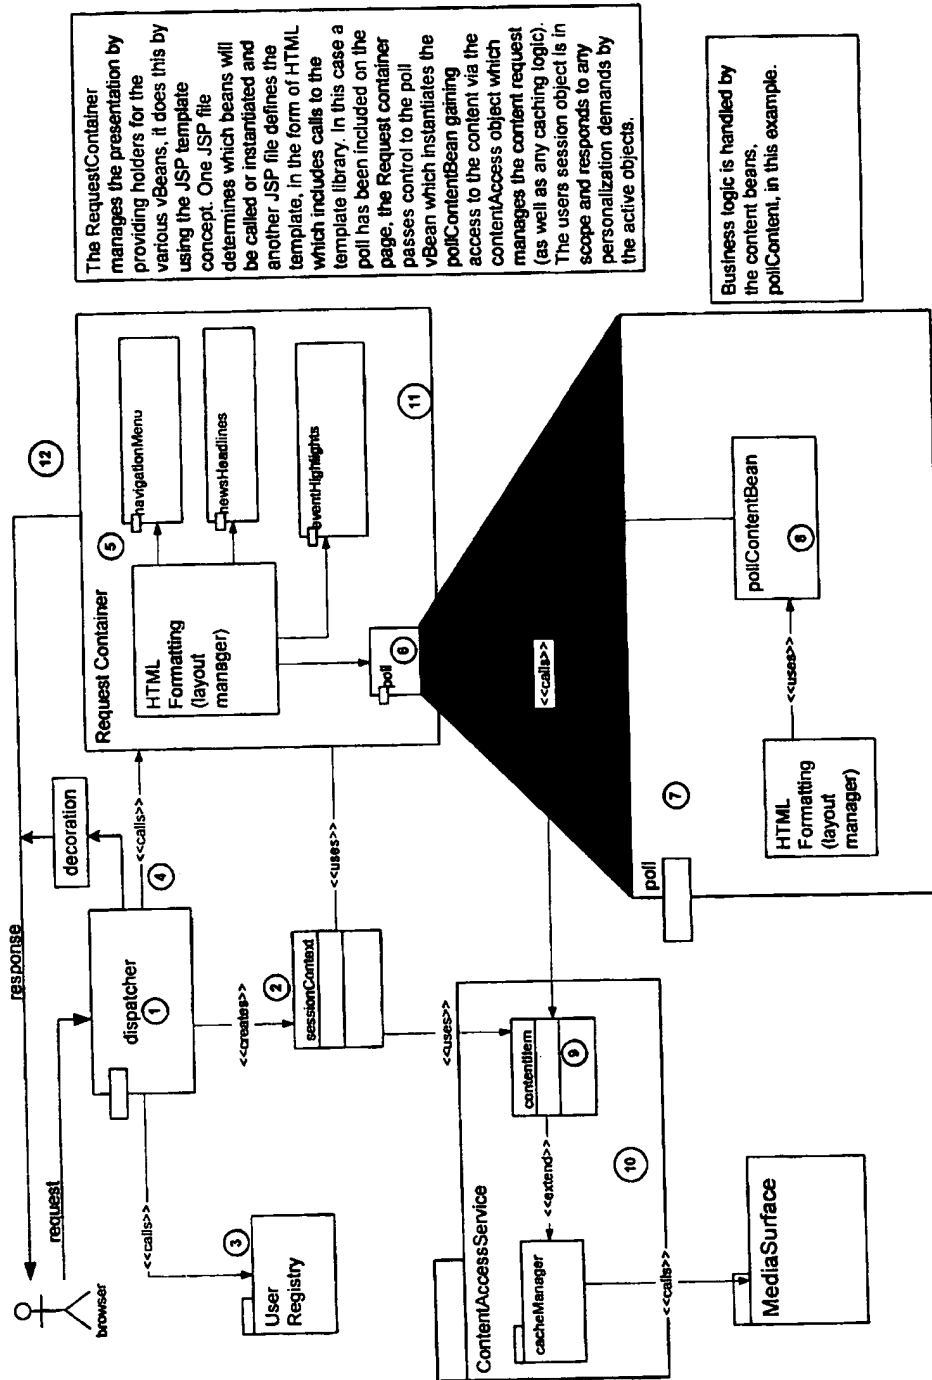 browser
request
response
dispatcher
1
<<calls>>
User
Registry
3
<<creates>>
sessionContext
2
decoration
<<calls>>
4
<<uses>>
<<uses>>
Request Container
12
HTML
Formatting
(layout
manager)
5
navigationMenu
newsHeadlines
eventHighlights
poll
6
11
ContentAccessService
cacheManager
<<extend>>
contentItem
9
10
<<calls>>
MediaSurface
<<calls>>
poll
7
HTML
Formatting
(layout
manager)
<<uses>>
pollContentBean
8
The RequestContainer
manages the presentation by
providing holders for the
various vBeans, it does this by
using the JSP template
concept. One JSP file
determines which beans will
be called or instantiated and
another JSP file defines the
template, in the form of HTML
which includes calls to the
template library. In this case a
poll has been included on the
page, the Request container
passes control to the poll
vBean which instantiates the
pollContentBean gaining
access to the content via the
contentAccess object which
manages the content request
(as well as any caching logic).
The users session object is in
scope and responds to any
personalization demands by
the active objects.
Business logic is handled by
the content beans,
pollContent, in this example.